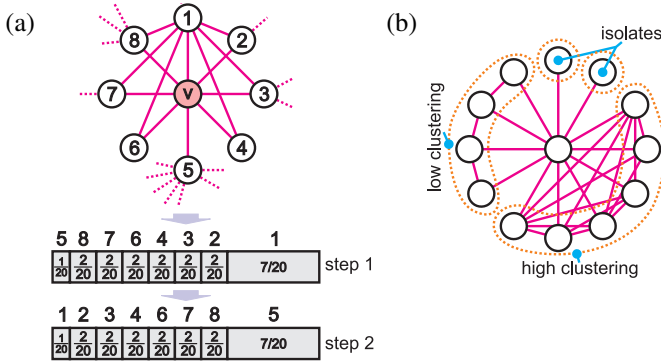 (a)
1
8 2
7 v 3
6 4
5
5 8 7 6 4 3 2 1
1/20 2/20 2/20 2/20 2/20 2/20 2/20 7/20 step 1
1 2 3 4 6 7 8 5
1/20 2/20 2/20 2/20 2/20 2/20 2/20 7/20 step 2
(b)
isolates
low clustering
high clustering